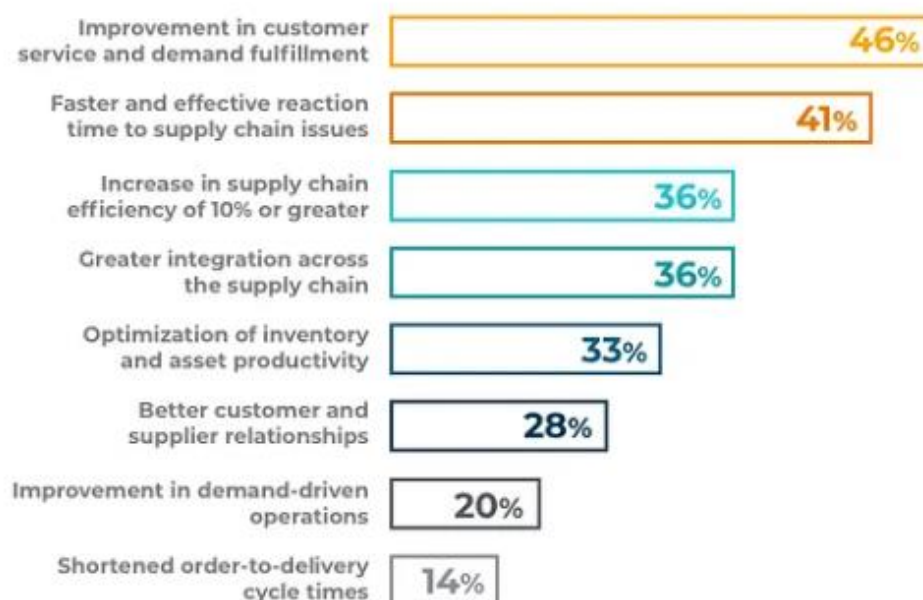 Improvement in customer
service and demand fulfillment
46%
Faster and effective reaction
time to supply chain issues
41%
Increase in supply chain
efficiency of 10% or greater
36%
Greater integration across
the supply chain
36%
Optimization of inventory
and asset productivity
33%
Better customer and
supplier relationships
28%
Improvement in demand-driven
operations
20%
Shortened order-to-delivery
cycle times
14%